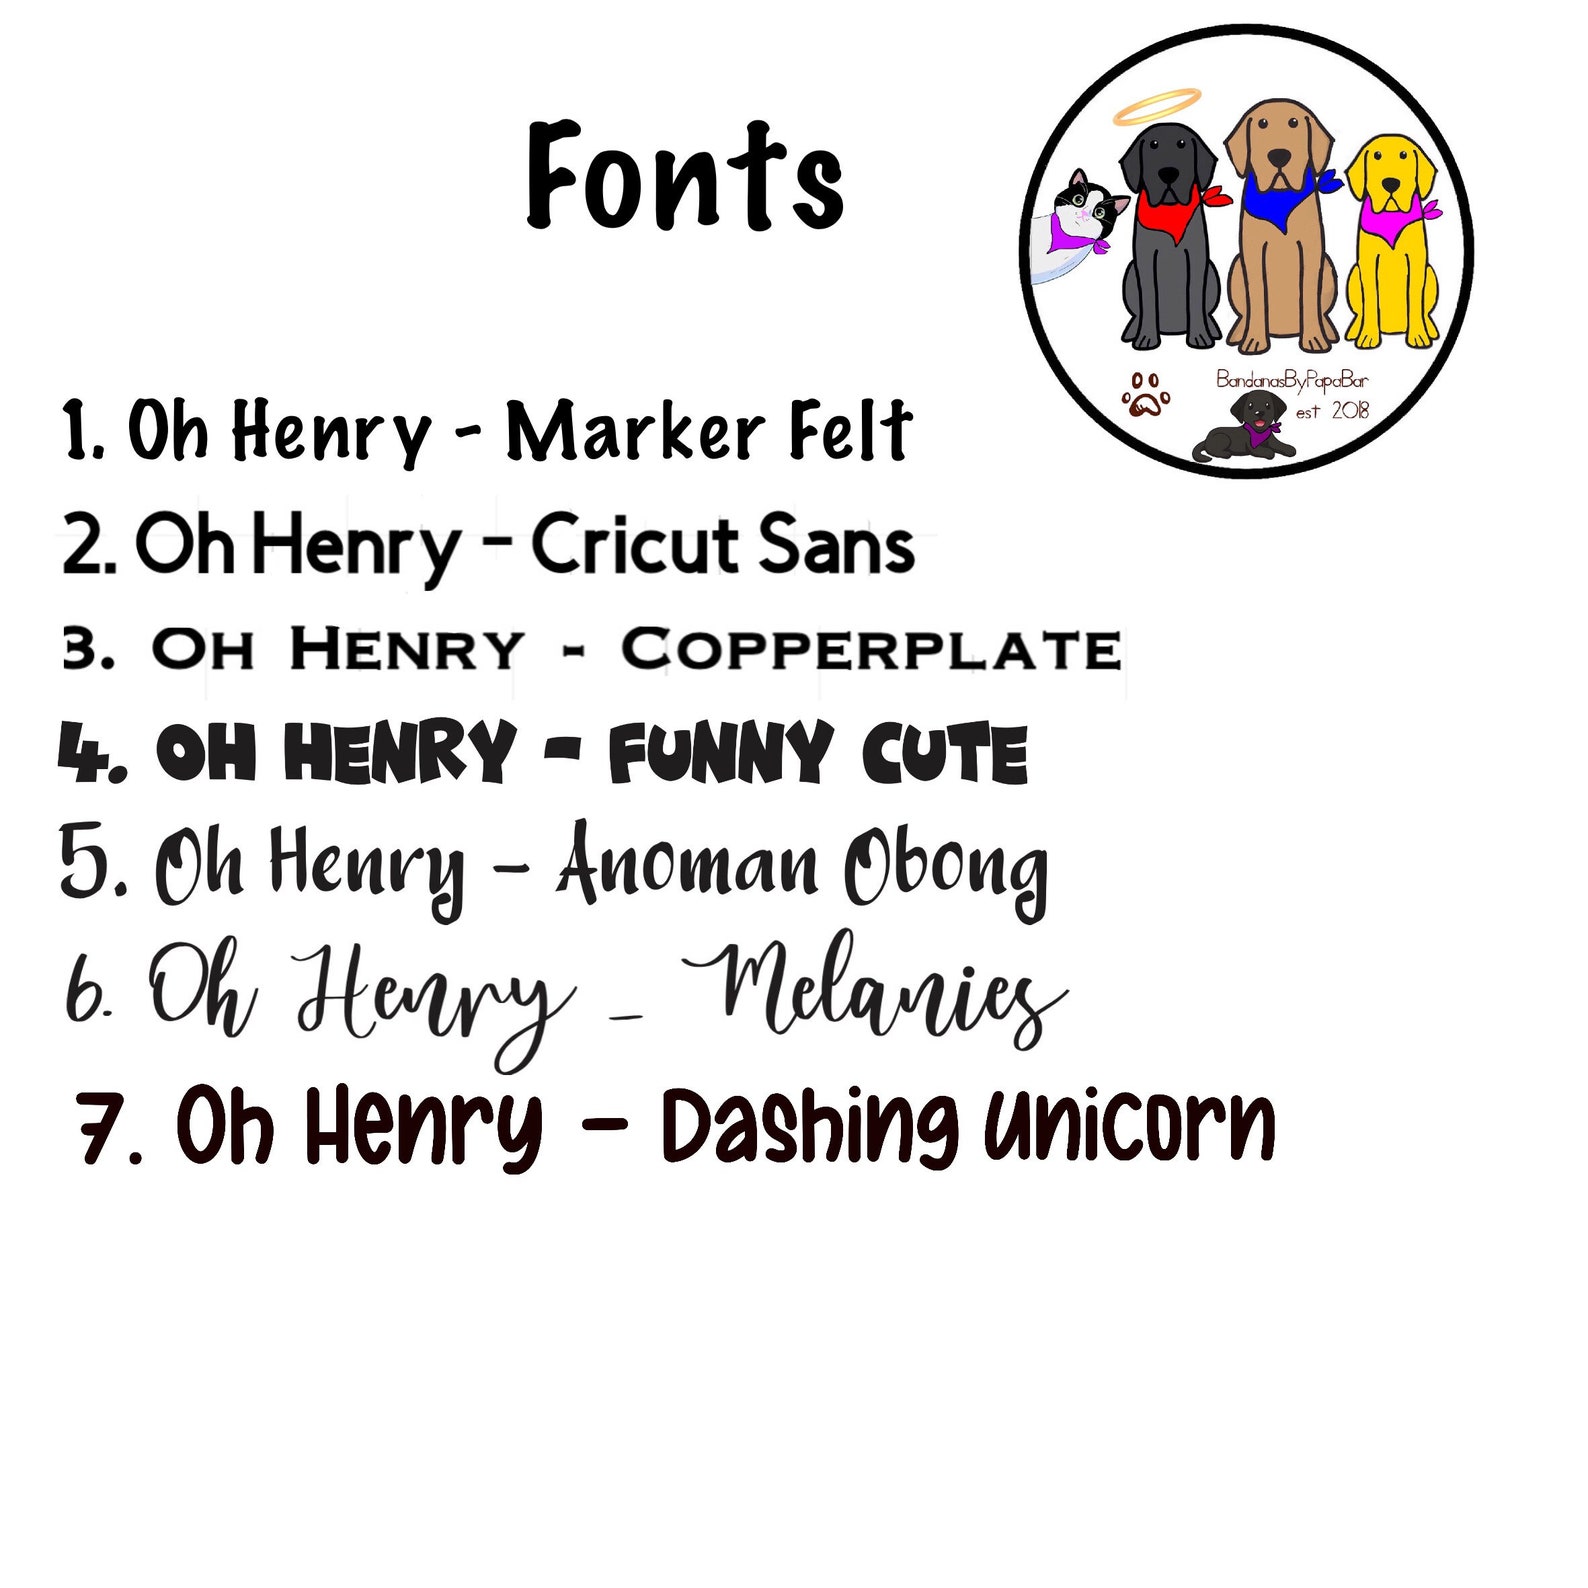 Fonts
BandanasByPapaBar
est 2018
1. Oh Henry - Marker Felt
2. Oh Henry - Cricut Sans
3. OH HENRY - COPPERPLATE
4. OH HENRY - FUNNY CUTE
5. Oh Henry - Anoman Obong
6. Oh Henry - Melanies
7. Oh Henry - Dashing Unicorn